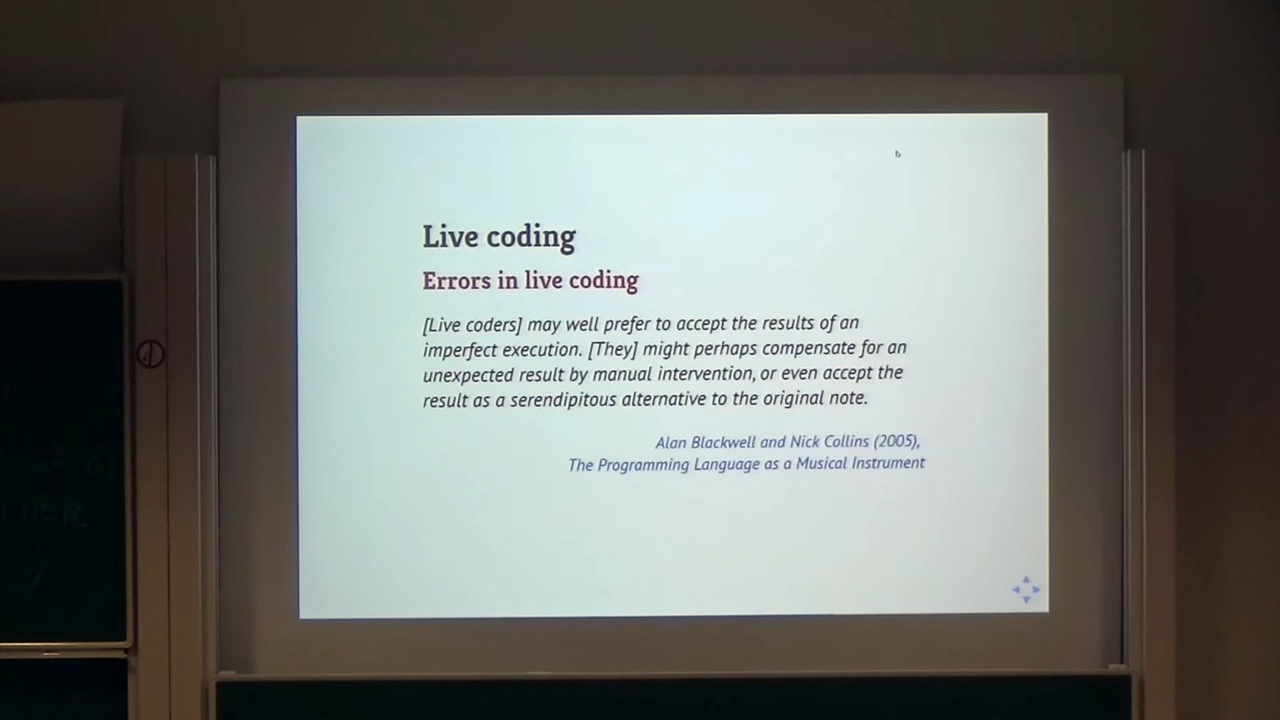 Live coding
Errors in live coding
[Live coders] may well prefer to accept the results of an
imperfect execution. [They] might perhaps compensate for an
unexpected result by manual intervention, or even accept the
result as a serendipitous alternative to the original note.
Alan Blackwell and Nick Collins (2005),
The Programming Language as a Musical Instrument